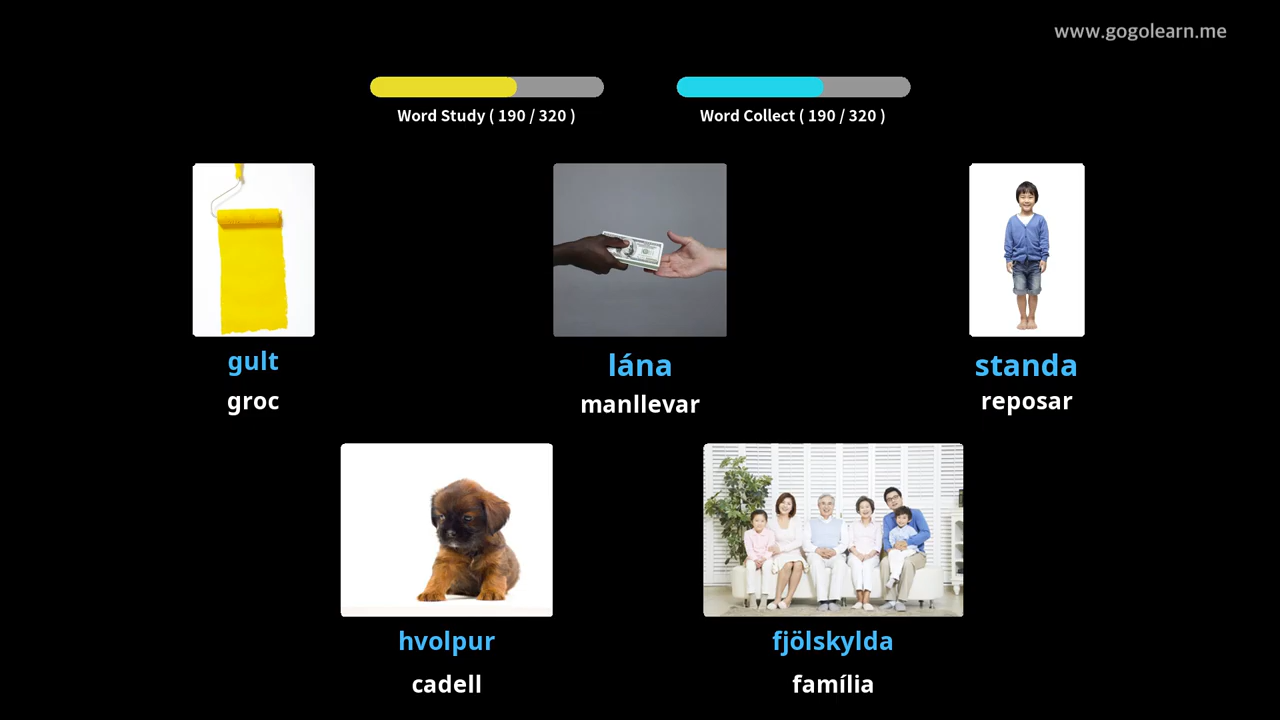 www.gogolearn.me
Word Study ( 190 / 320 )
Word Collect ( 190 / 320 )
gult
groc
lána
manllevar
standa
reposar
hvolpur
cadell
fjölskylda
família